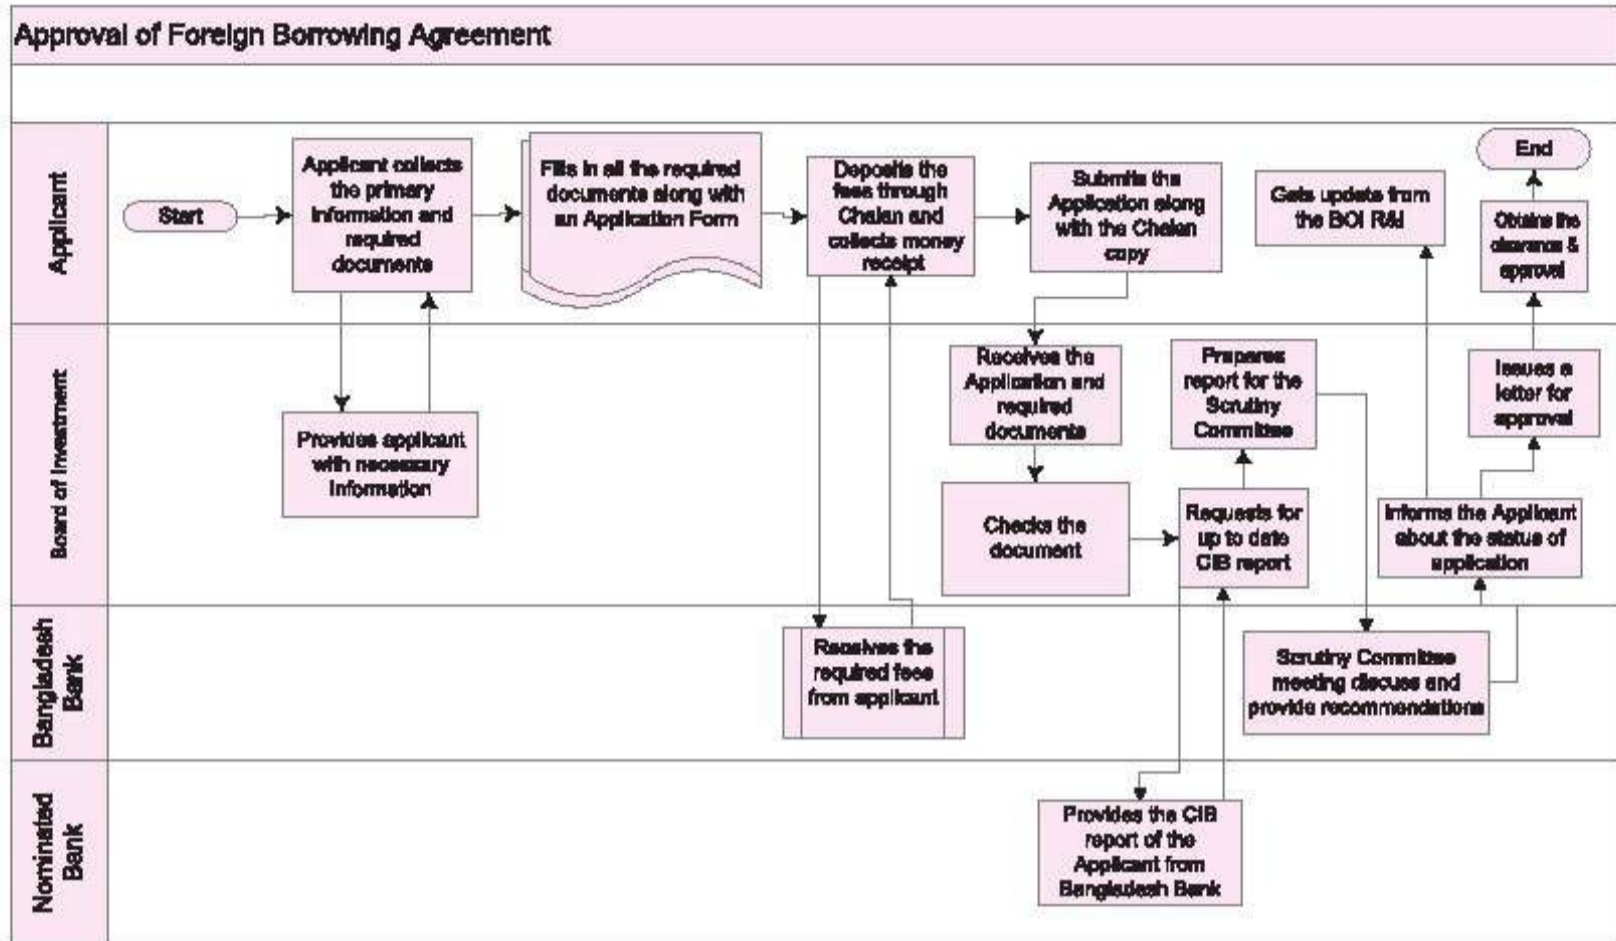 Approval of Foreign Borrowing Agreement
Applicant
Start
Applicant collects
the primary
information and
required
documents
Fills in all the required
documents along with
an Application Form
Deposits the
fees through
Chalan and
collects money
receipt
Submits the
Application along
with the Chalan
copy
Gets update from
the BOI R&I
End
Obtains the
clearance &
approval
Board of Investment
Provides applicant
with necessary
information
Receives the
Application and
required
documents
Checks the
document
Prepares
report for the
Scrutiny
Committee
Requests for
up to date
CIB report
Issues a
letter for
approval
Informs the Applicant
about the status of
application
Bangladesh
Bank
Receives the
required fees
from applicant
Scrutiny Committee
meeting discuss and
provide recommendations
Nominated
Bank
Provides the CIB
report of the
Applicant from
Bangladesh Bank